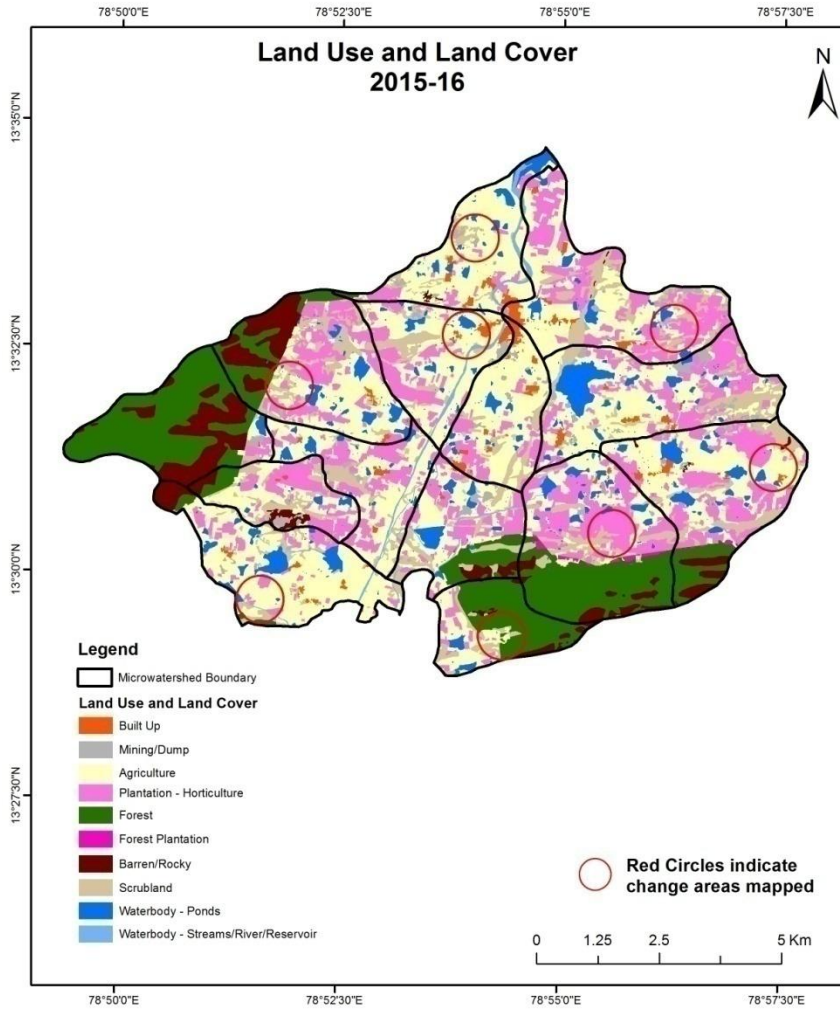 78°50'0"E 78°52'30"E 78°55'0"E 78°57'30"E
Land Use and Land Cover
2015-16
N
13°35'0"N
13°32'30"N
13°30'0"N
13°27'30"N
Legend
Microwatershed Boundary
Land Use and Land Cover
Built Up
Mining/Dump
Agriculture
Plantation - Horticulture
Forest
Forest Plantation
Barren/Rocky
Scrubland
Waterbody - Ponds
Waterbody - Streams/River/Reservoir
Red Circles indicate
change areas mapped
0 1.25 2.5 5 Km
78°50'0"E 78°52'30"E 78°55'0"E 78°57'30"E